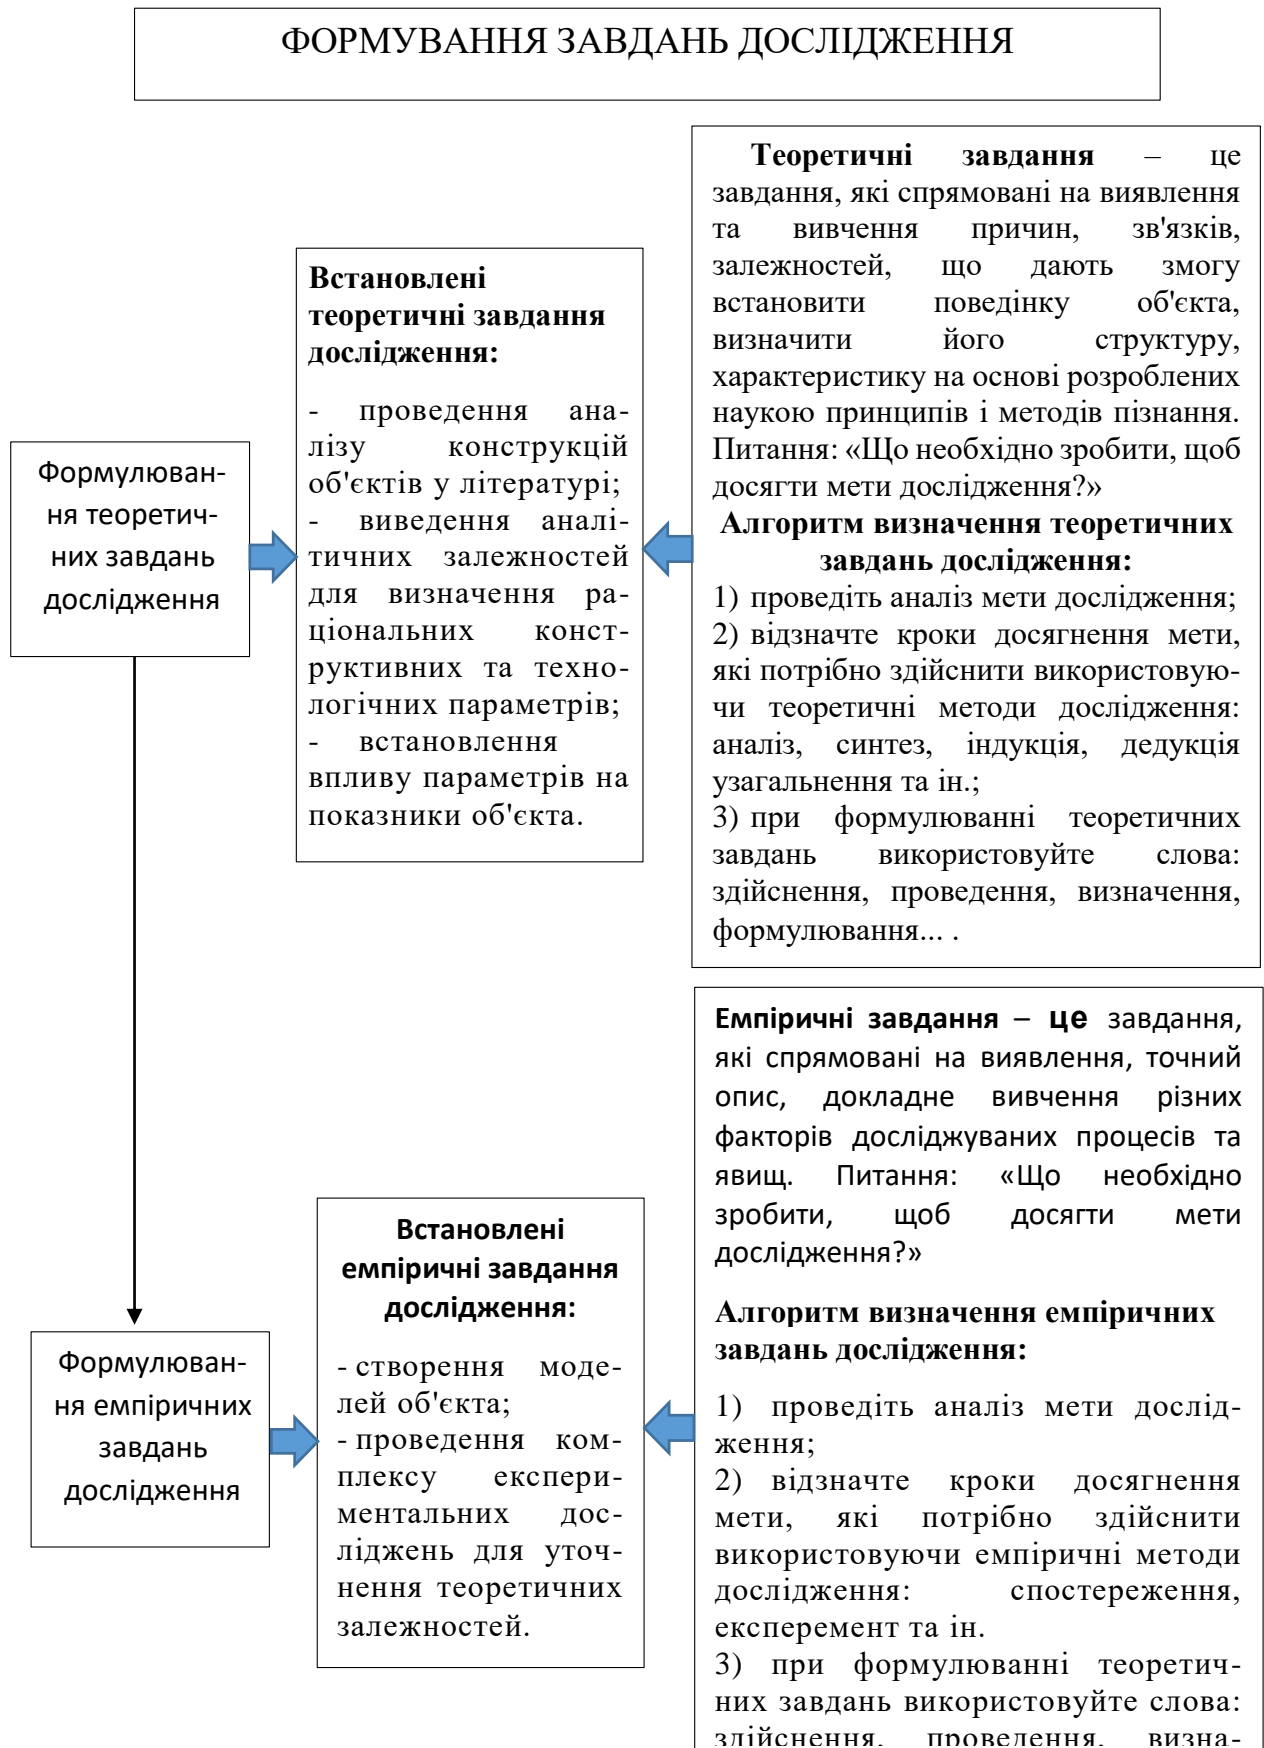 ФОРМУВАННЯ ЗАВДАНЬ ДОСЛІДЖЕННЯ
Формулюван-
ня теоретич-
них завдань
дослідження
Встановлені
теоретичні завдання
дослідження:
- проведення ана-
лізу конструкцій
об'єктів у літературі;
- виведення аналі-
тичних залежностей
для визначення ра-
ціональних конст-
руктивних та техно-
логічних параметрів;
- встановлення
впливу параметрів на
показники об'єкта.
Теоретичні завдання – це
завдання, які спрямовані на виявлення
та вивчення причин, зв'язків,
залежностей, що дають змогу
встановити поведінку об'єкта,
визначити його структуру,
характеристику на основі розроблених
наукою принципів і методів пізнання.
Питання: «Що необхідно зробити, щоб
досягти мети дослідження?»
Алгоритм визначення теоретичних
завдань дослідження:
1) проведіть аналіз мети дослідження;
2) відзначте кроки досягнення мети,
які потрібно здійснити використовую-
чи теоретичні методи дослідження:
аналіз, синтез, індукція, дедукція
узагальнення та ін.;
3) при формулюванні теоретичних
завдань використовуйте слова:
здійснення, проведення, визначення,
формулювання... .
Формулюван-
ня емпіричних
завдань
дослідження
Встановлені
емпіричні завдання
дослідження:
- створення моде-
лей об'єкта;
- проведення ком-
плексу експери-
ментальних дос-
ліджень для уточ-
нення теоретичних
залежностей.
Емпіричні завдання – це завдання,
які спрямовані на виявлення, точний
опис, докладне вивчення різних
факторів досліджуваних процесів та
явищ. Питання: «Що необхідно
зробити, щоб досягти мети
дослідження?»
Алгоритм визначення емпіричних
завдань дослідження:
1) проведіть аналіз мети дослід-
ження;
2) відзначте кроки досягнення
мети, які потрібно здійснити
використовуючи емпіричні методи
дослідження: спостереження,
експеремент та ін.
3) при формулюванні теоретич-
них завдань використовуйте слова:
здійснення, проведення, визна-